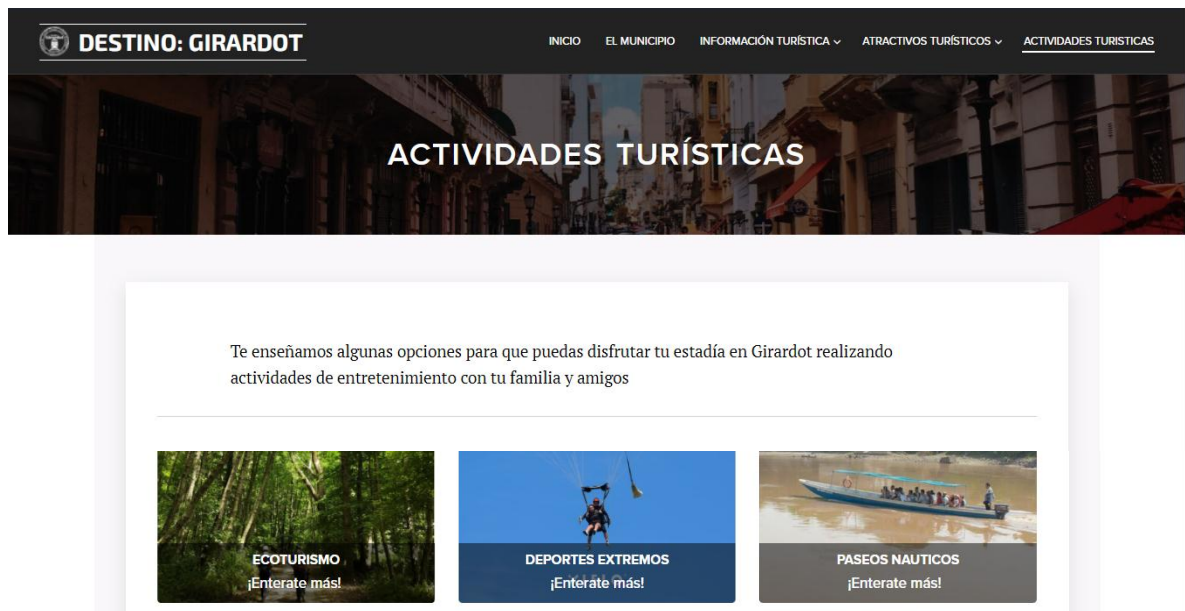 DESTINO: GIRARDOT
INICIO
EL MUNICIPIO
INFORMACIÓN TURÍSTICA
ATRACTIVOS TURÍSTICOS
ACTIVIDADES TURISTICAS
ACTIVIDADES TURÍSTICAS
Te enseñamos algunas opciones para que puedas disfrutar tu estadía en Girardot realizando
actividades de entretenimiento con tu familia y amigos
ECOTURISMO
¡Enterate más!
DEPORTES EXTREMOS
¡Enterate más!
PASEOS NAUTICOS
¡Enterate más!